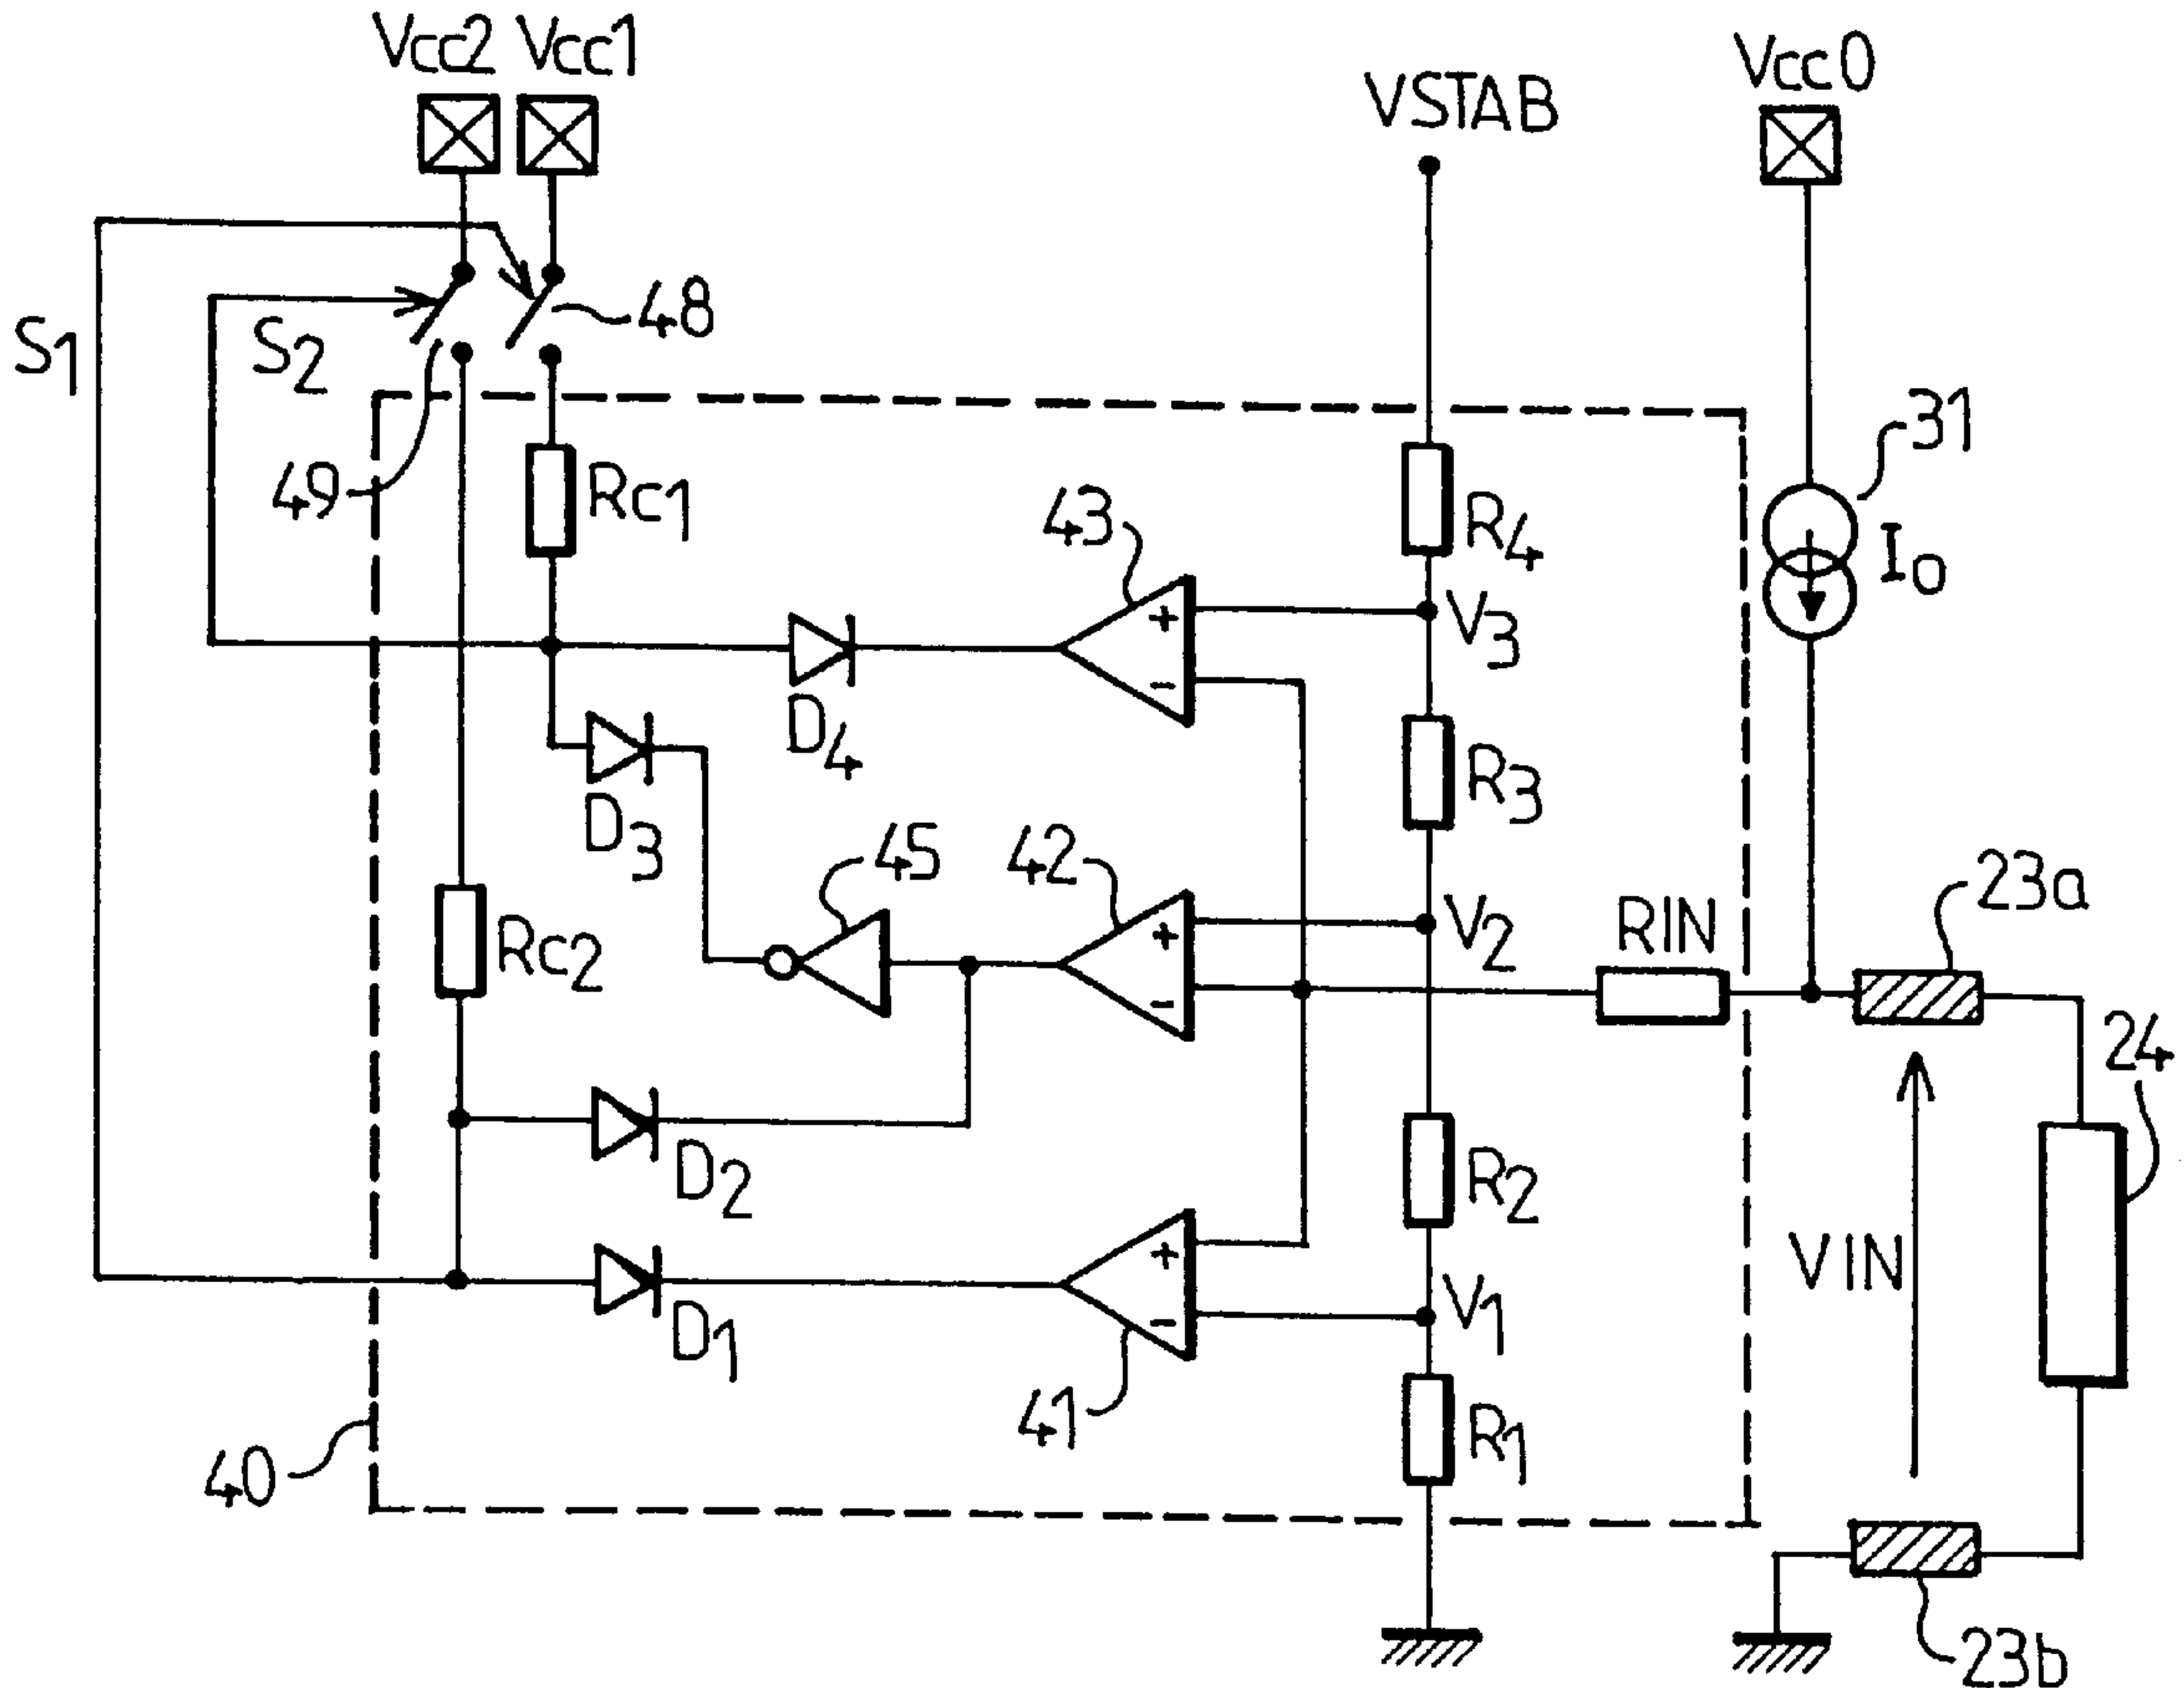 Vcc2 Vcc1
VSTAB
Vcc0
S1
S2
48
49
Rc1
43
R4
31
I0
+
V3
-
D4
D3
R3
45
42
23a
Rc2
+
V2
RIN
-
24
D2
R2
+
VIN
D1
-
V1
41
R1
40
23b